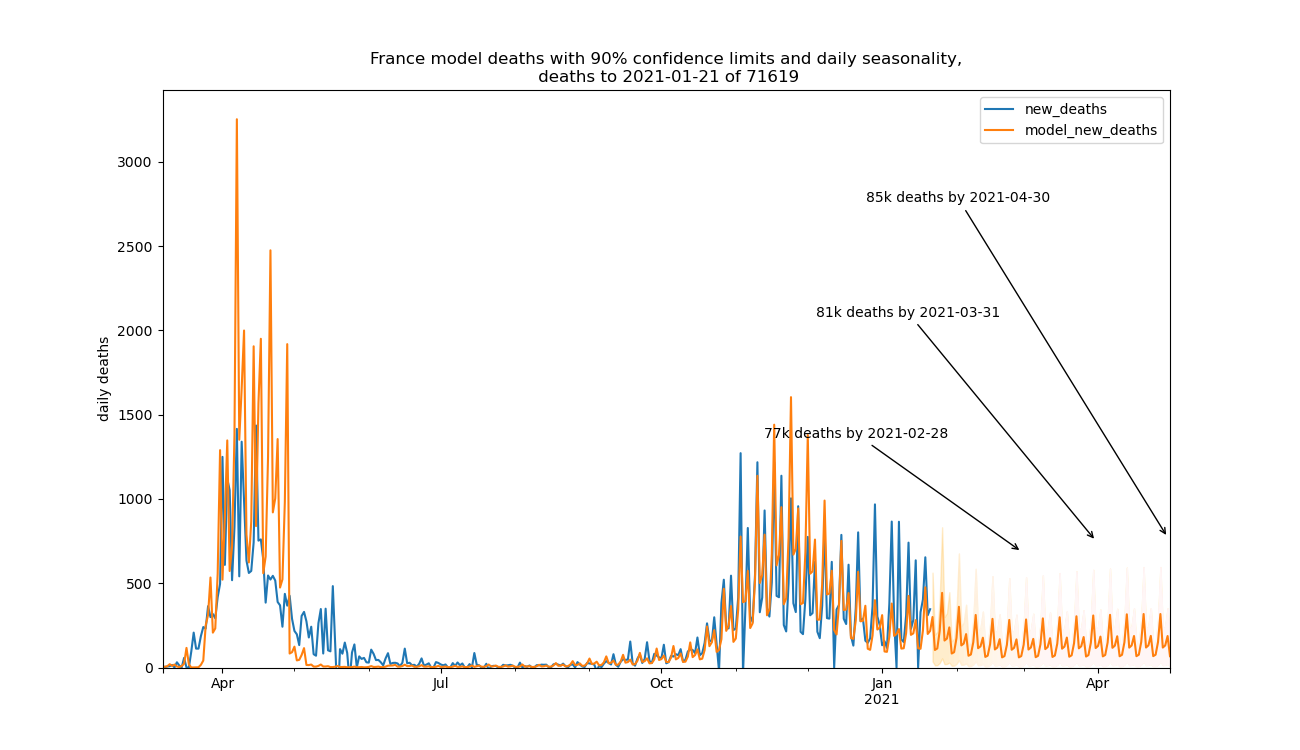 France model deaths with 90% confidence limits and daily seasonality,
deaths to 2021-01-21 of 71619
new_deaths
model_new_deaths
3000
2500
2000
1500
1000
500
0
daily deaths
85k deaths by 2021-04-30
81k deaths by 2021-03-31
77k deaths by 2021-02-28
Apr
Jul
Oct
Jan
2021
Apr